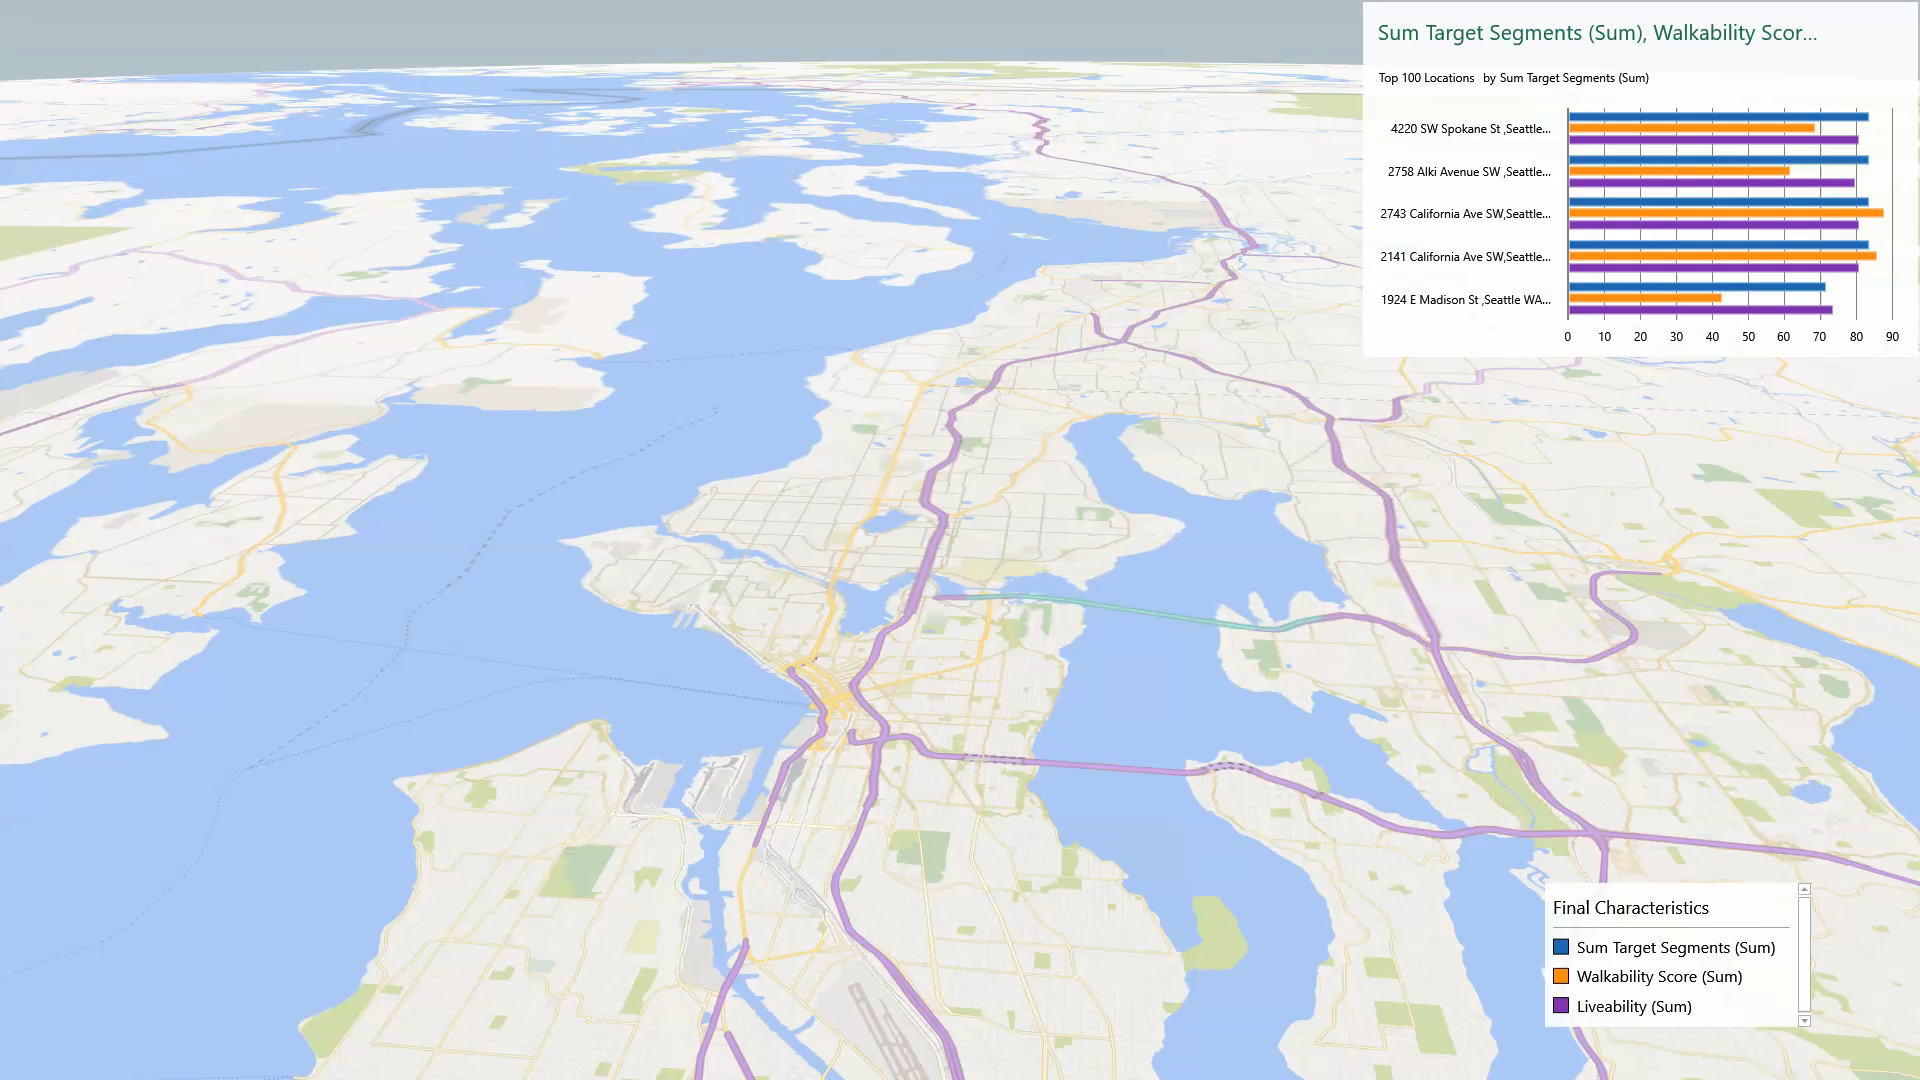 Sum Target Segments (Sum), Walkability Scor...
Top 100 Locations by Sum Target Segments (Sum)
4220 SW Spokane St ,Seattle...
2758 Alki Avenue SW ,Seattle...
2743 California Ave SW,Seattle...
2141 California Ave SW,Seattle...
1924 E Madison St ,Seattle WA...
0 10 20 30 40 50 60 70 80 90
Final Characteristics
Sum Target Segments (Sum)
Walkability Score (Sum)
Liveability (Sum)